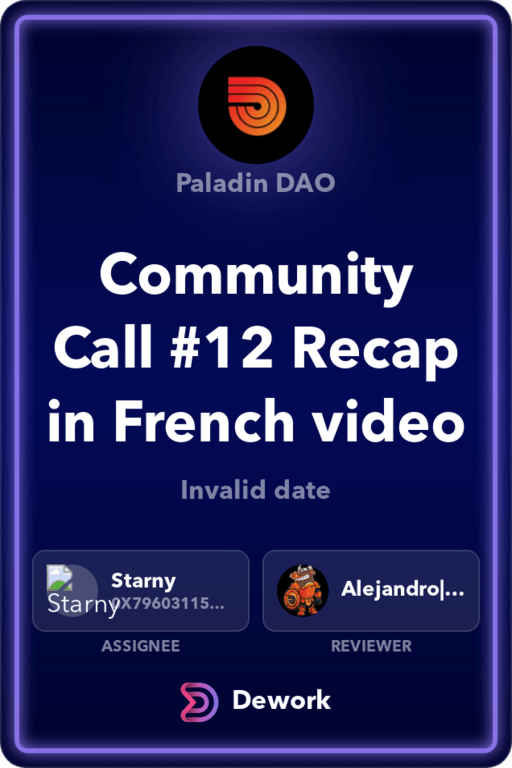 Paladin DAO
Community
Call #12 Recap
in French video
Invalid date
Starny
Starny
0X79603115...
Alejandro|...
ASSIGNEE
REVIEWER
Dework